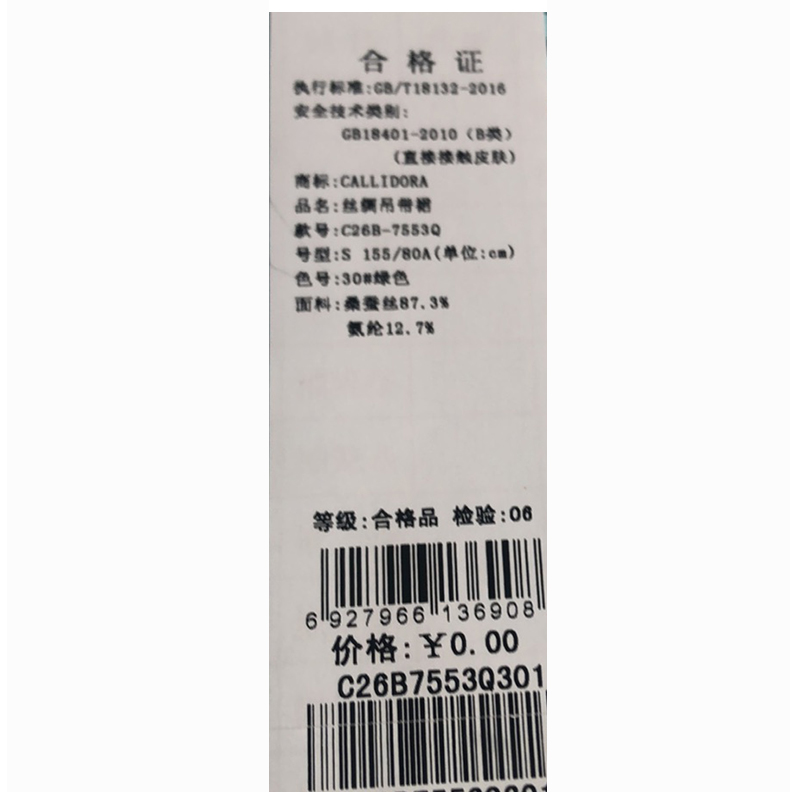 合格证
执行标准:GB/T18132-2016
安全技术类别:
GB18401-2010（B类）
（直接接触皮肤）
商标:CALLIDORA
品名:丝绸吊带裙
款号:C26B-7553Q
号型:S 155/80A(单位:cm)
色号:30#绿色
面料:桑蚕丝87.3%
氨纶12.7%
等级:合格品 检验:06
6 927966 136908
价格:¥0.00
C26B7553Q301
C26B7553Q301